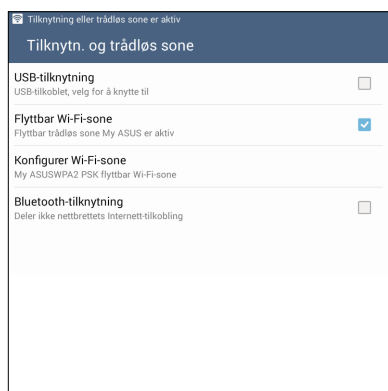 Tilknytning eller trådløs sone er aktiv
Tilknytn. og trådløs sone
USB-tilknytning
USB-tilkoblet, velg for å knytte til
Flyttbar Wi-Fi-sone
Flyttbar trådløs sone My ASUS er aktiv
Konfigurer Wi-Fi-sone
My ASUSWPA2 PSK flyttbar Wi-Fi-sone
Bluetooth-tilknytning
Deler ikke nettbrettets Internett-tilkobling